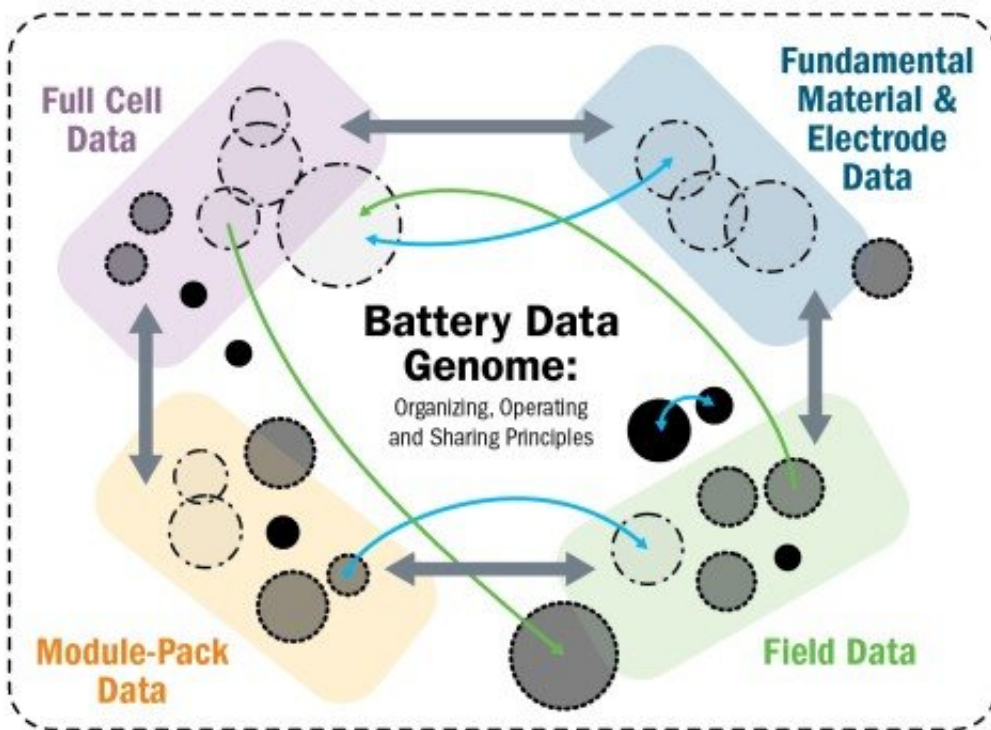 Full Cell
Data
Fundamental
Material &
Electrode
Data
Battery Data
Genome:
Organizing, Operating
and Sharing Principles
Module-Pack
Data
Field Data